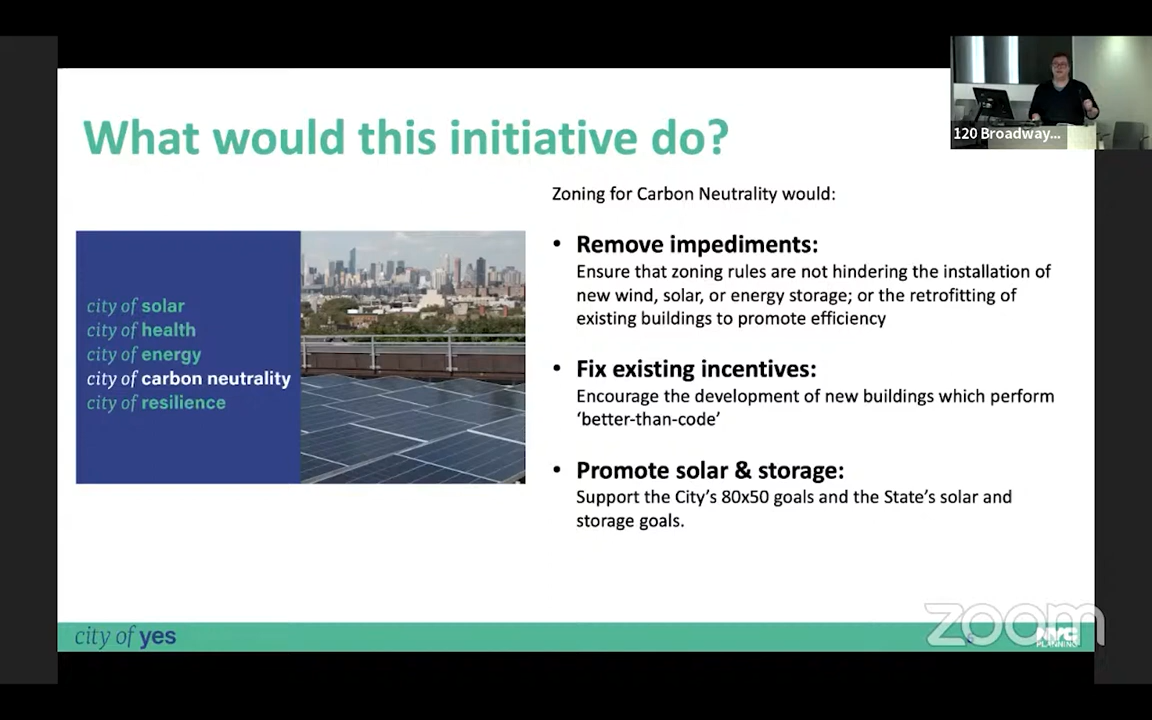 120 Broadway...
What would this initiative do?
Zoning for Carbon Neutrality would:
city of solar
city of health
city of energy
city of carbon neutrality
city of resilience
• Remove impediments:
Ensure that zoning rules are not hindering the installation of
new wind, solar, or energy storage; or the retrofitting of
existing buildings to promote efficiency
• Fix existing incentives:
Encourage the development of new buildings which perform
‘better-than-code’
• Promote solar & storage:
Support the City’s 80x50 goals and the State’s solar and
storage goals.
city of yes
zoom
NYC
PLANNING